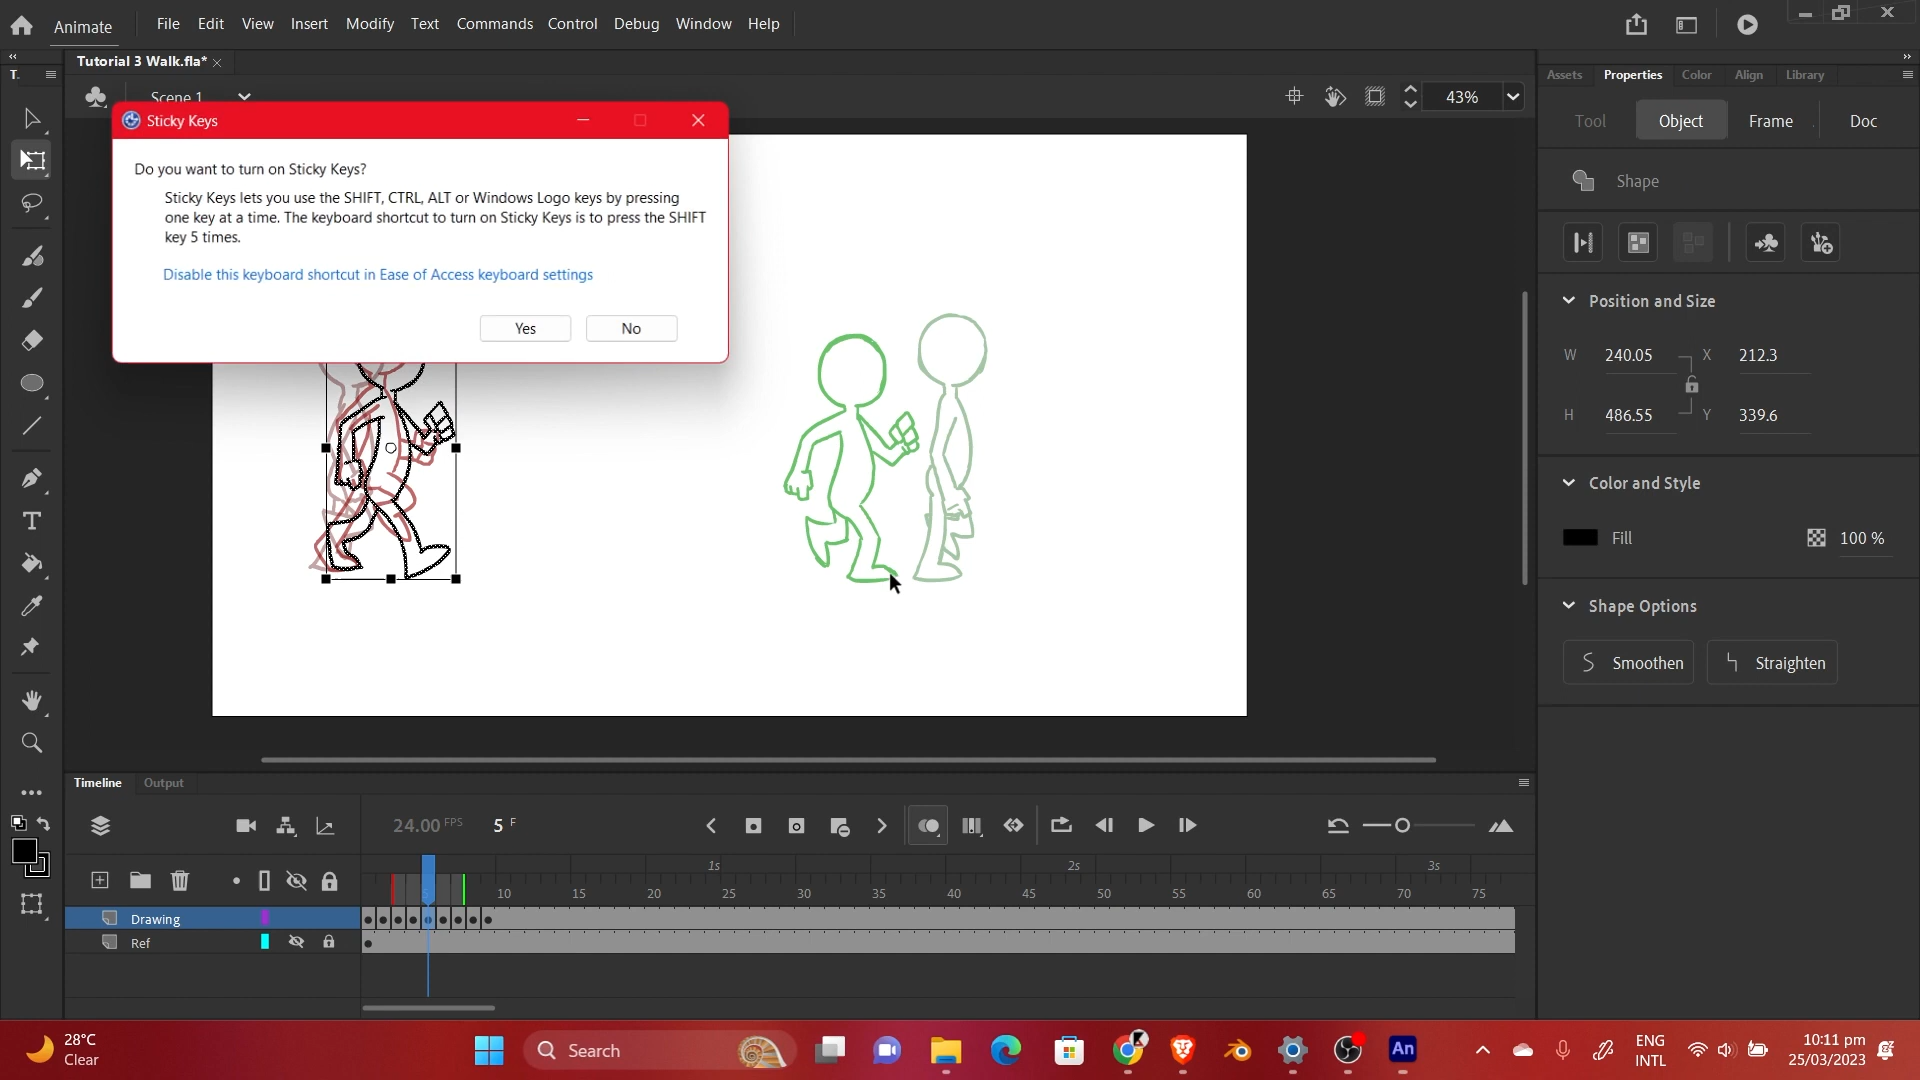 Animate
File Edit View Insert Modify Text Commands Control Debug Window Help
Tutorial 3 Walk.fla*
T.
Assets Properties Color Align Library
Scene 1
43%
Sticky Keys
Tool Object Frame Doc
Do you want to turn on Sticky Keys?
Sticky Keys lets you use the SHIFT, CTRL, ALT or Windows Logo keys by pressing
one key at a time. The keyboard shortcut to turn on Sticky Keys is to press the SHIFT
key 5 times.
Disable this keyboard shortcut in Ease of Access keyboard settings
Yes No
Shape
Position and Size
W 240.05 X 212.3
H 486.55 Y 339.6
Color and Style
Fill 100 %
Shape Options
Smoothen Straighten
T
Timeline Output
24.00 FPS 5 F
1s 2s 3s
5 10 15 20 25 30 35 40 45 50 55 60 65 70 75
Drawing
Ref
28°C
Clear
Search
An
ENG
INTL
10:11 pm
25/03/2023